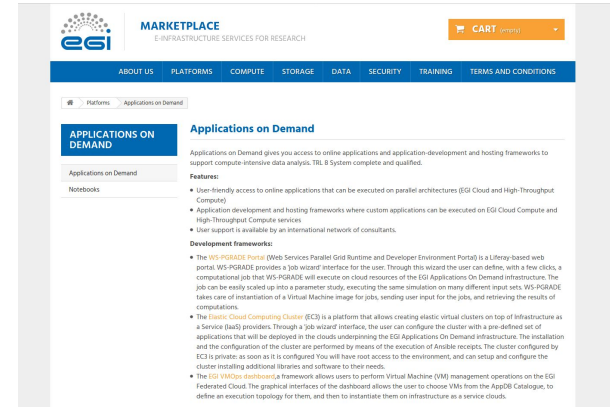 MARKETPLACE
E-INFRASTRUCTURE SERVICES FOR RESEARCH
egi
CART (empty)
ABOUT US PLATFORMS COMPUTE STORAGE DATA SECURITY TRAINING TERMS AND CONDITIONS
Platforms Applications on Demand
APPLICATIONS ON
DEMAND
Applications on Demand
Notebooks
Applications on Demand
Applications on Demand gives you access to online applications and application-development and hosting frameworks to
support compute-intensive data analysis. TRL 8 System complete and qualified.
Features:
• User-friendly access to online applications that can be executed on parallel architectures (EGI Cloud and High-Throughput
Compute)
• Application development and hosting frameworks where custom applications can be executed on EGI Cloud Compute and
High-Throughput Compute services
• User support is available by an international network of consultants.
Development frameworks:
• The WS-PGRADE Portal (Web Services Parallel Grid Runtime and Developer Environment Portal) is a Liferay-based web
portal. WS-PGRADE provides a 'job wizard' interface for the user. Through this wizard the user can define, with a few clicks, a
computational job that WS-PGRADE will execute on cloud resources of the EGI Applications On Demand infrastructure. The
job can be easily scaled up into a parameter study, executing the same simulation on many different input sets. WS-PGRADE
takes care of instantiation of a Virtual Machine image for jobs, sending user input for the jobs, and retrieving the results of
computations.
• The Elastic Cloud Computing Cluster (EC3) is a platform that allows creating elastic virtual clusters on top of Infrastructure as
a Service (IaaS) providers. Through a 'job wizard' interface, the user can configure the cluster with a pre-defined set of
applications that will be deployed in the clouds underpinning the EGI Applications On Demand infrastructure. The installation
and the configuration of the cluster are performed by means of the execution of Ansible receipts. The cluster configured by
EC3 is private: as soon as it is configured You will have root access to the environment, and can setup and configure the
cluster installing additional libraries and software to their needs.
• The EGI VMOps dashboard,a framework allows users to perform Virtual Machine (VM) management operations on the EGI
Federated Cloud. The graphical interfaces of the dashboard allows the user to choose VMs from the AppDB Catalogue, to
define an execution topology for them, and then to instantiate them on infrastructure as a service clouds.